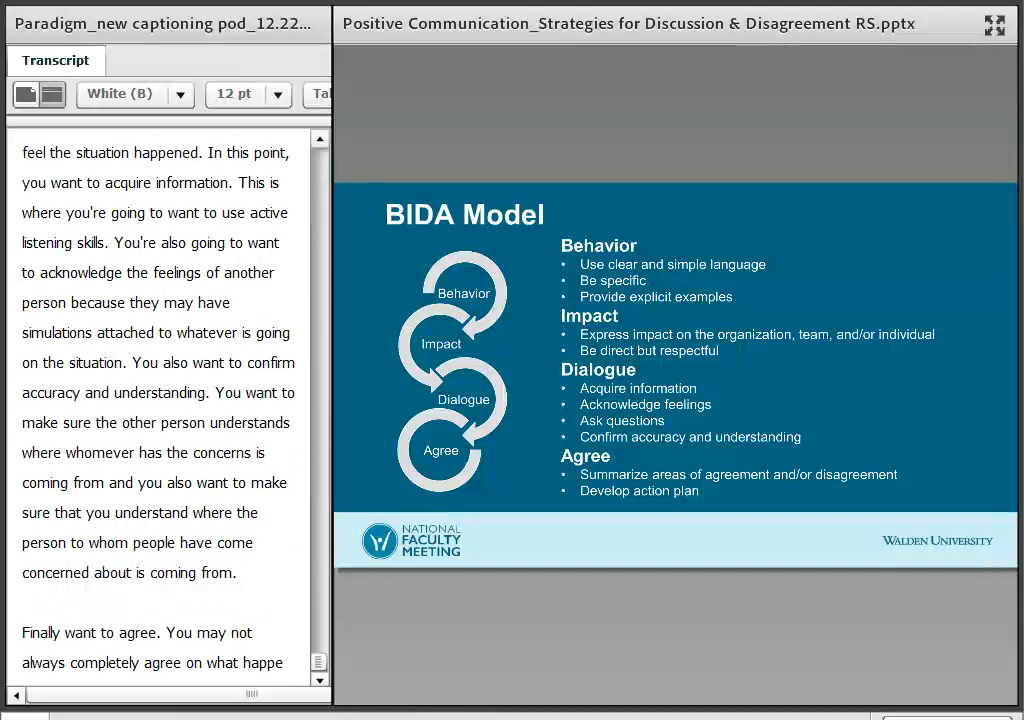 Paradigm_new captioning pod_12.22...
Transcript
White (B)
12 pt
Tal
feel the situation happened. In this point,
you want to acquire information. This is
where you're going to want to use active
listening skills. You're also going to want
to acknowledge the feelings of another
person because they may have
simulations attached to whatever is going
on the situation. You also want to confirm
accuracy and understanding. You want to
make sure the other person understands
where whomever has the concerns is
coming from and you also want to make
sure that you understand where the
person to whom people have come
concerned about is coming from.
Finally want to agree. You may not
always completely agree on what happe
Positive Communication_Strategies for Discussion & Disagreement RS.pptx
BIDA Model
Behavior
Impact
Dialogue
Agree
Behavior
• Use clear and simple language
• Be specific
• Provide explicit examples
Impact
• Express impact on the organization, team, and/or individual
• Be direct but respectful
Dialogue
• Acquire information
• Acknowledge feelings
• Ask questions
• Confirm accuracy and understanding
Agree
• Summarize areas of agreement and/or disagreement
• Develop action plan
NATIONAL
FACULTY
MEETING
WALDEN UNIVERSITY